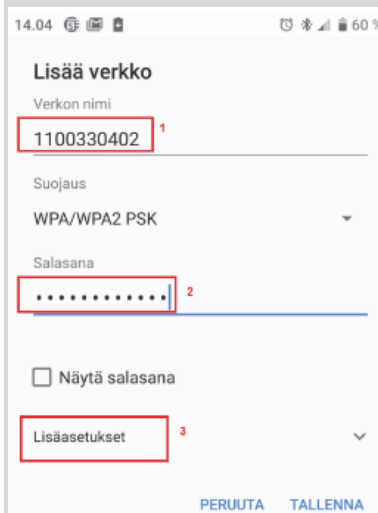 14.04 60 %
Lisää verkko
Verkon nimi
1100330402 1
Suojaus
WPA/WPA2 PSK
Salasana
•••••••••••• 2
Näytä salasana
Lisäasetukset 3
PERUUTA TALLENNA